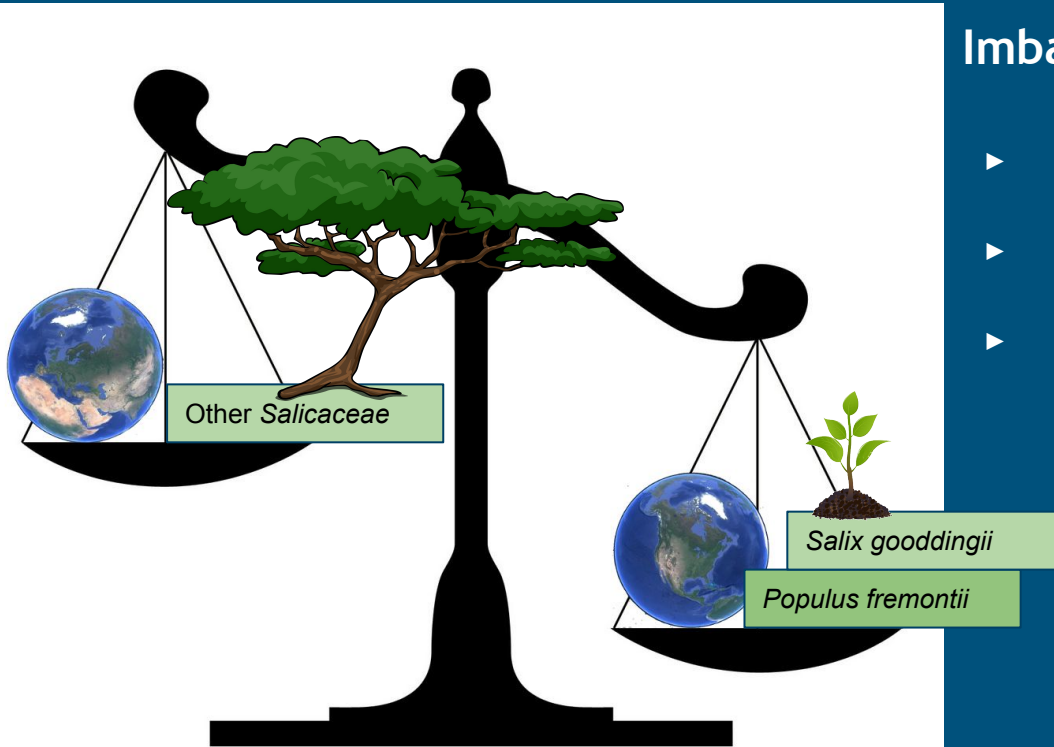 Imba
►
►
►
Other Salicaceae
Salix gooddingii
Populus fremontii